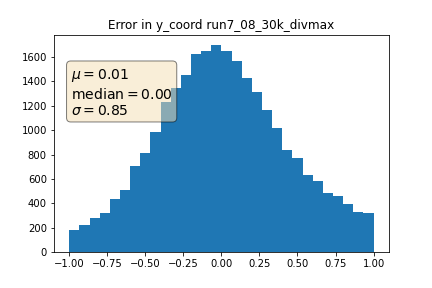 Error in y_coord run7_08_30k_divmax
1600
1400
1200
1000
800
600
400
200
0
μ = 0.01
median = 0.00
σ = 0.85
−1.00 −0.75 −0.50 −0.25 0.00 0.25 0.50 0.75 1.00